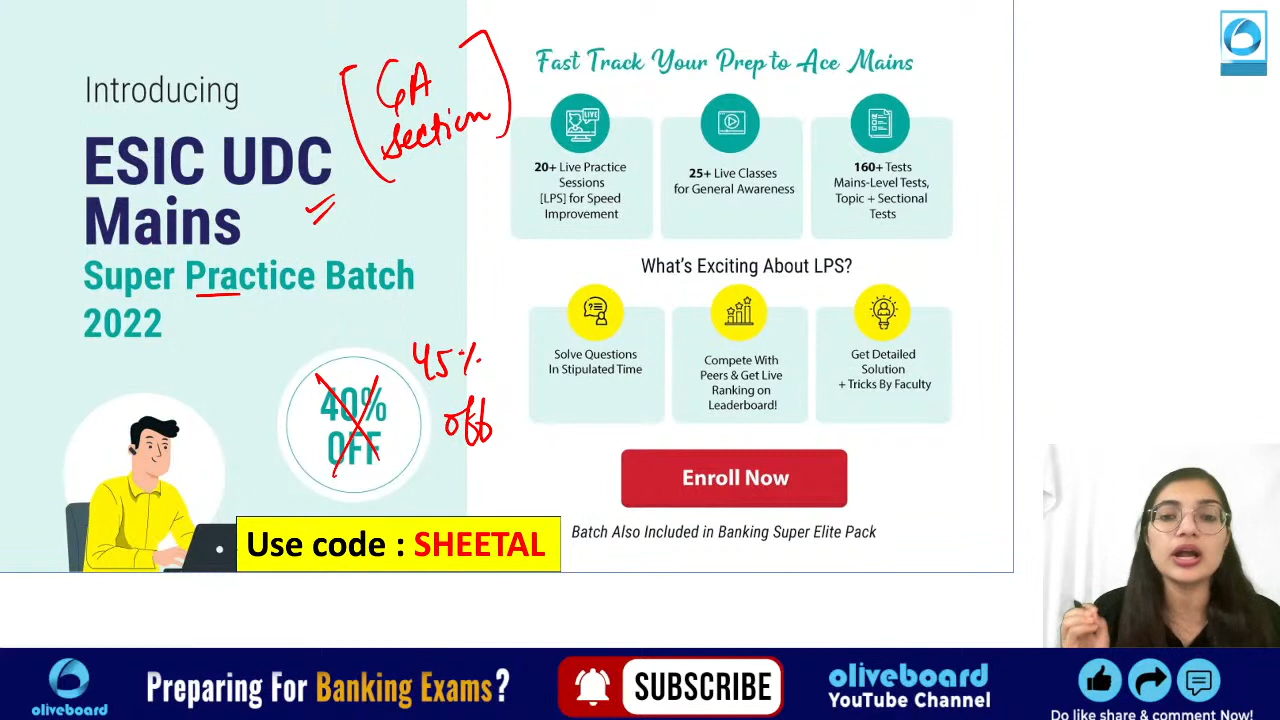 Introducing
ESIC UDC
Mains
Super Practice Batch
2022
GA
section
40%
OFF
45%
off
Use code : SHEETAL
Fast Track Your Prep to Ace Mains
LIVE
20+ Live Practice
Sessions
[LPS] for Speed
Improvement
25+ Live Classes
for General Awareness
160+ Tests
Mains-Level Tests,
Topic + Sectional
Tests
What's Exciting About LPS?
Solve Questions
In Stipulated Time
Compete With
Peers & Get Live
Ranking on
Leaderboard!
Get Detailed
Solution
+ Tricks By Faculty
Enroll Now
Batch Also Included in Banking Super Elite Pack
oliveboard
Preparing For Banking Exams?
SUBSCRIBE
oliveboard
YouTube Channel
Do like share & comment Now!